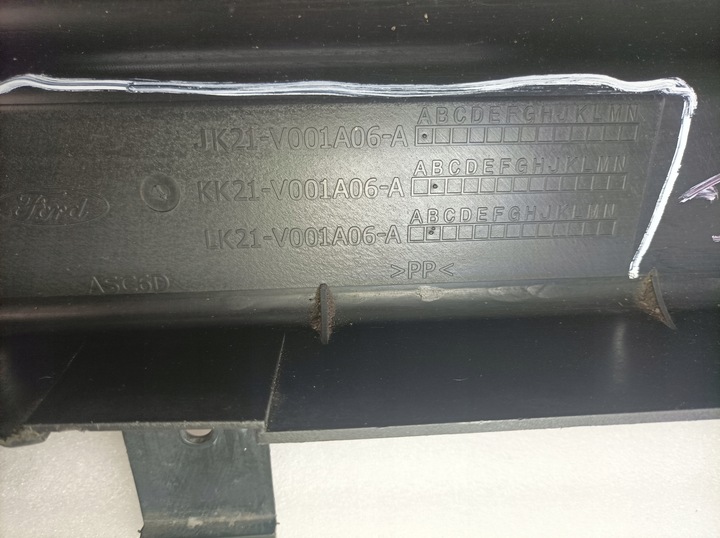 ABCDEFGHJKLMN
JK21-V001A06-A
ABCDEFGHJKLMN
KK21-V001A06-A
Ford
ABCDEFGHJKLMN
LK21-V001A06-A
>PP<